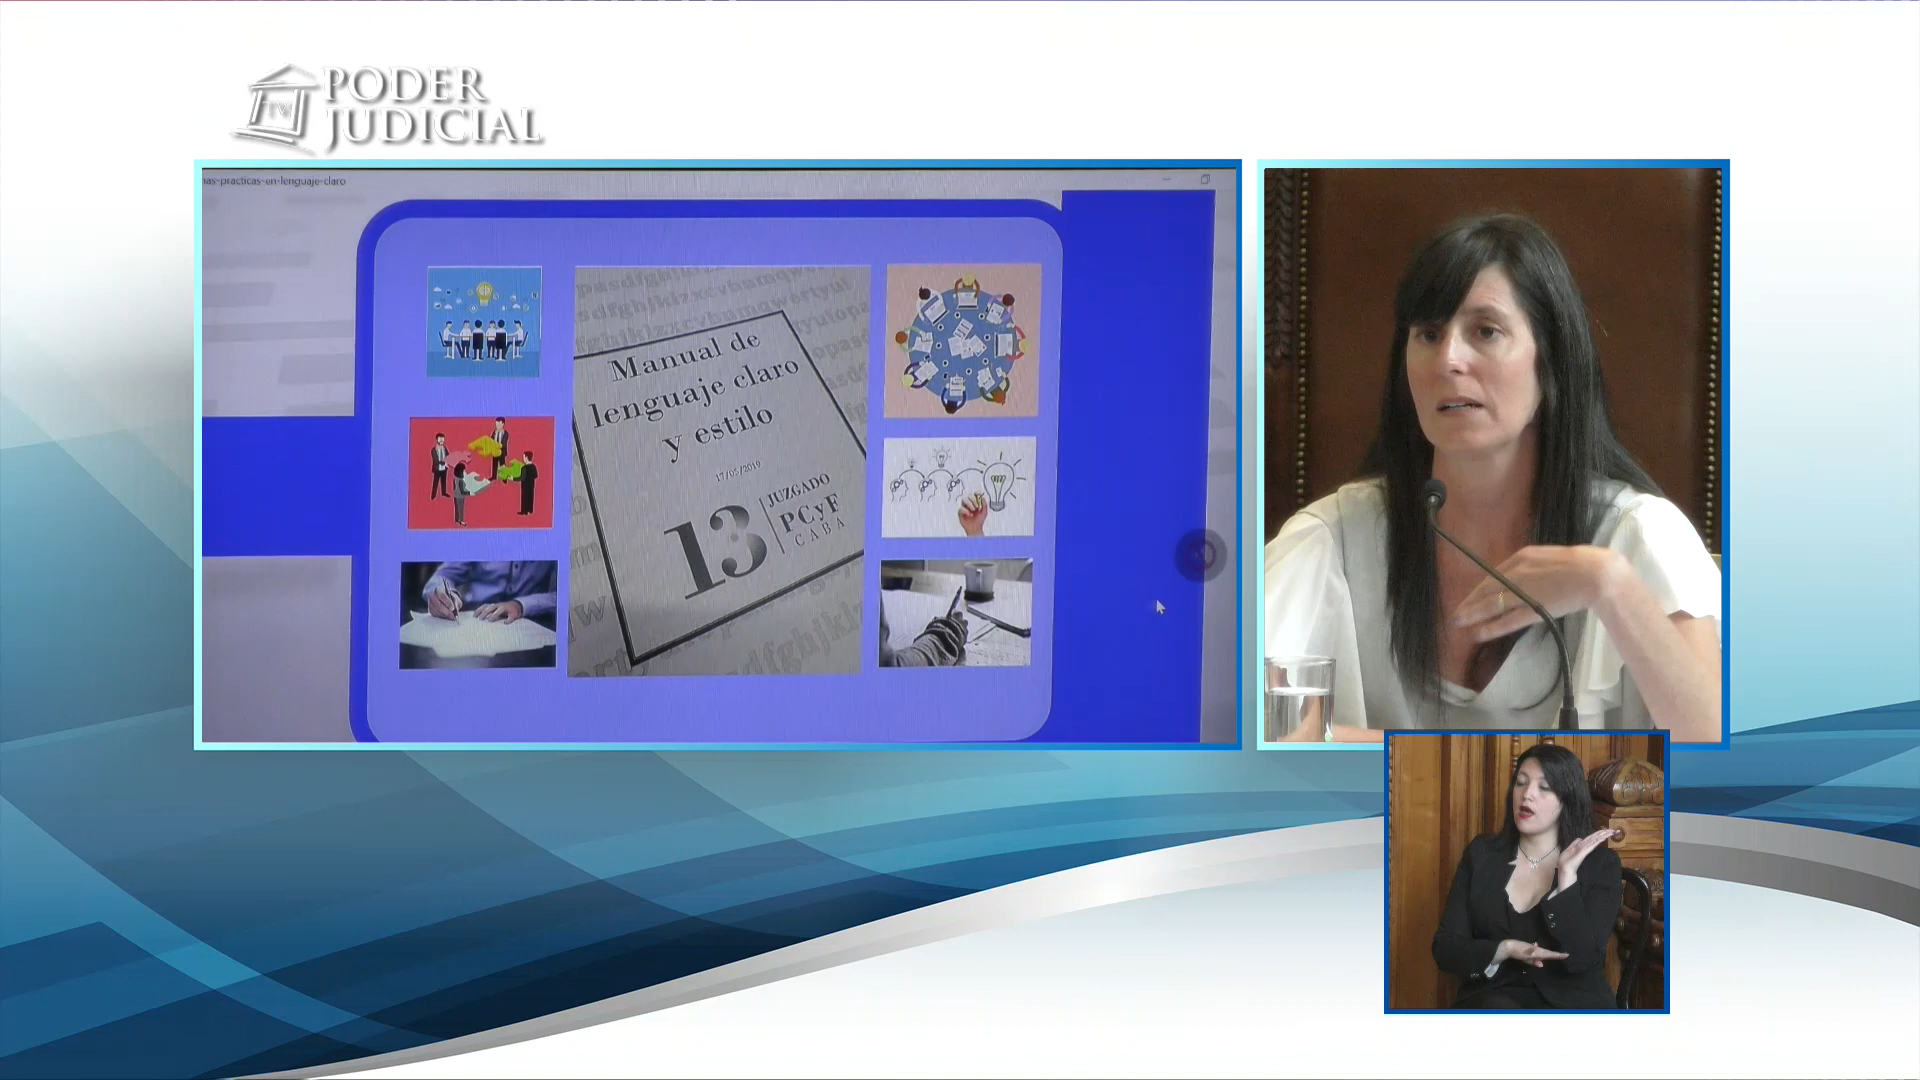 PODER
JUDICIAL
TV
nas-practicas-en-lenguaje-claro
Manual de
lenguaje claro
y estilo
17/05/2019
13
JUZGADO
PCyF
CABA